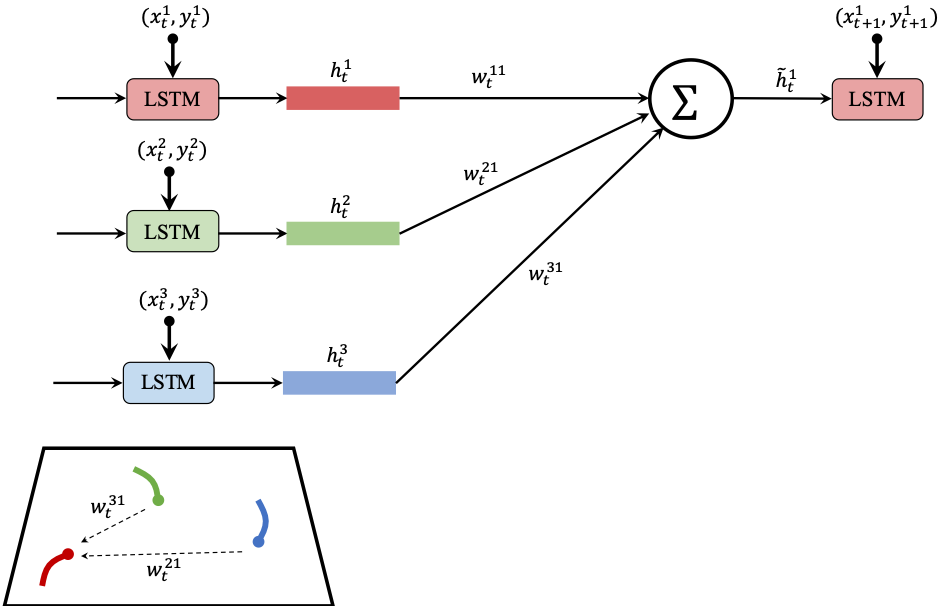 (x_t^1, y_t^1)
(x_{t+1}^1, y_{t+1}^1)
LSTM
h_t^1
w_t^{11}
Σ
h̃_t^1
LSTM
(x_t^2, y_t^2)
LSTM
h_t^2
w_t^{21}
(x_t^3, y_t^3)
LSTM
h_t^3
w_t^{31}
w_t^{31}
w_t^{21}